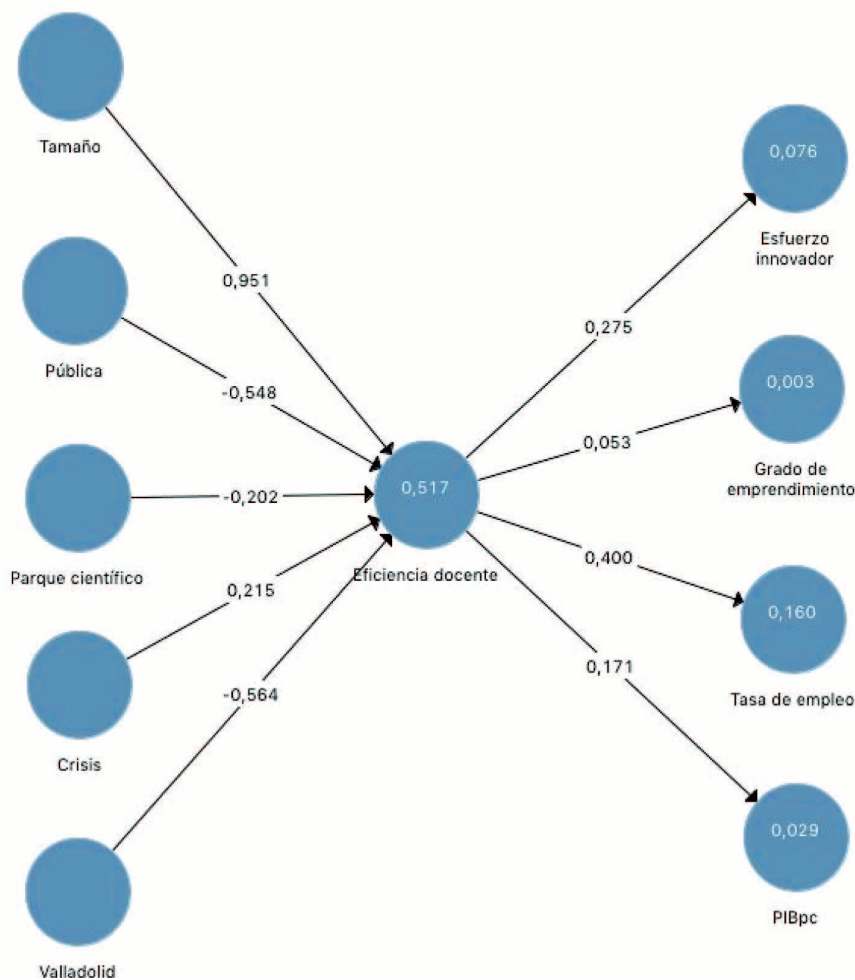 Tamaño
0,951
Pública
-0,548
Parque científico
-0,202
Crisis
0,215
Valladolid
-0,564
0,517
Eficiencia docente
0,275
0,053
0,400
0,171
0,076
Esfuerzo
innovador
0,003
Grado de
emprendimiento
0,160
Tasa de empleo
0,029
PIBpc